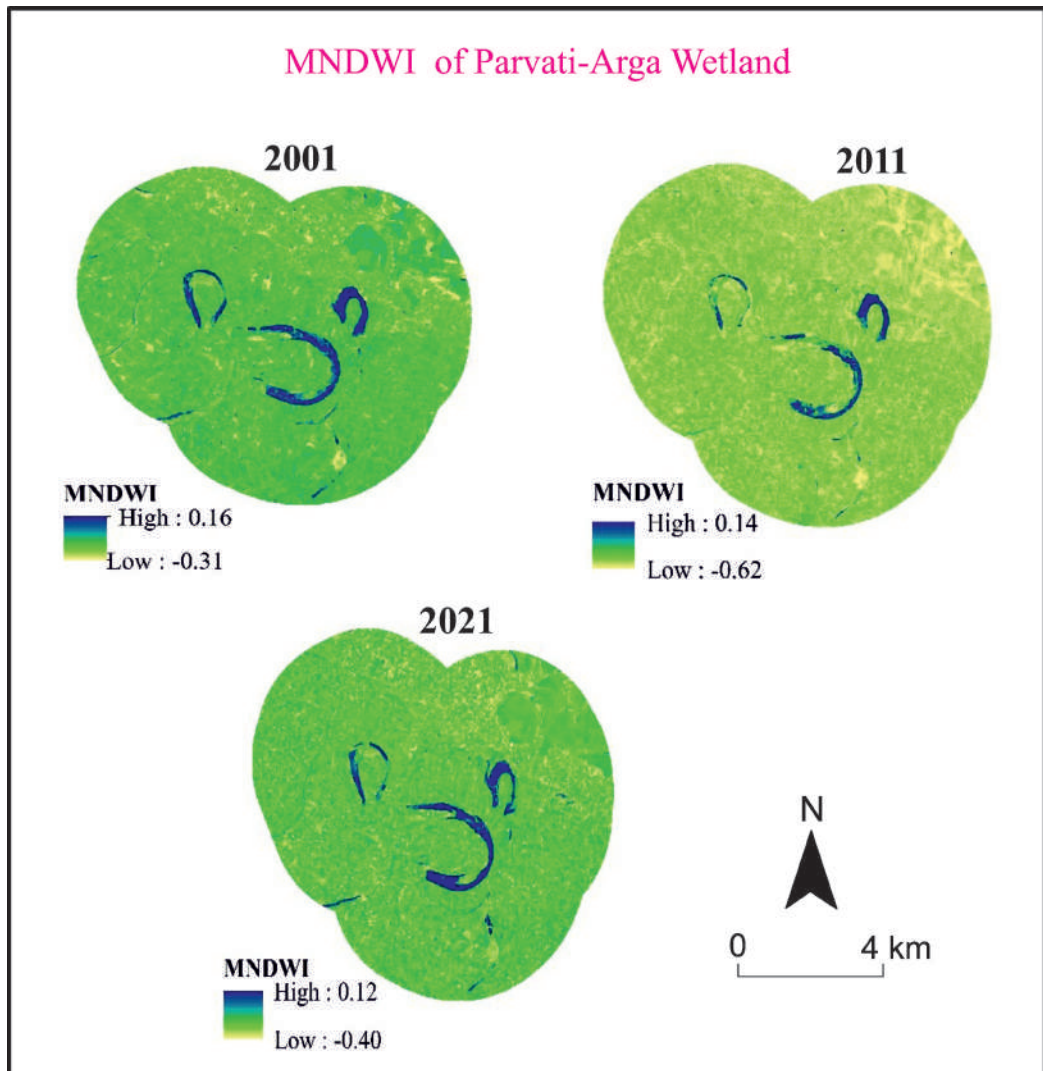 MNDWI of Parvati-Arga Wetland
2001
2011
MNDWI
High : 0.16
Low : -0.31
MNDWI
High : 0.14
Low : -0.62
2021
MNDWI
High : 0.12
Low : -0.40
N
0 4 km